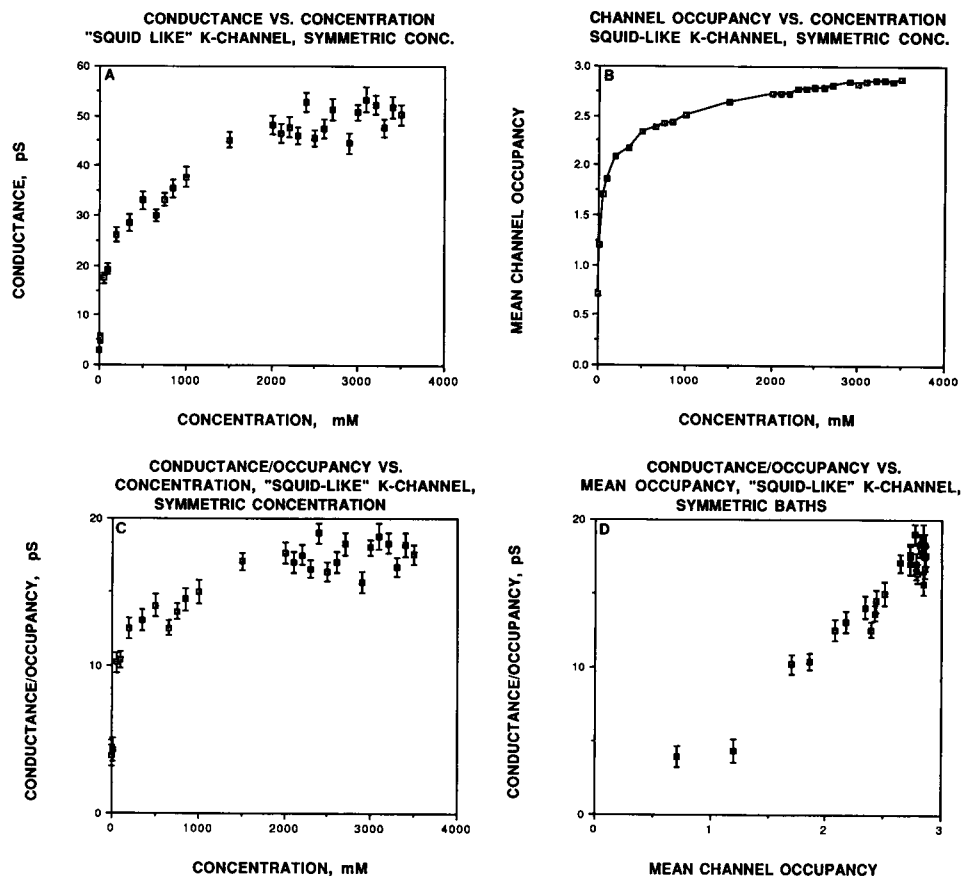 CONDUCTANCE VS. CONCENTRATION
"SQUID LIKE" K-CHANNEL, SYMMETRIC CONC.
A
60
50
40
30
20
10
0
0 1000 2000 3000 4000
CONDUCTANCE, pS
CONCENTRATION, mM
CHANNEL OCCUPANCY VS. CONCENTRATION
SQUID-LIKE K-CHANNEL, SYMMETRIC CONC.
B
3.0
2.5
2.0
1.5
1.0
0.5
0.0
0 1000 2000 3000 4000
MEAN CHANNEL OCCUPANCY
CONCENTRATION, mM
CONDUCTANCE/OCCUPANCY VS.
CONCENTRATION, "SQUID-LIKE" K-CHANNEL,
SYMMETRIC CONCENTRATION
C
20
10
0
0 1000 2000 3000 4000
CONDUCTANCE/OCCUPANCY, pS
CONCENTRATION, mM
CONDUCTANCE/OCCUPANCY VS.
MEAN OCCUPANCY, "SQUID-LIKE" K-CHANNEL,
SYMMETRIC BATHS
D
20
10
0
0 1 2 3
CONDUCTANCE/OCCUPANCY, pS
MEAN CHANNEL OCCUPANCY